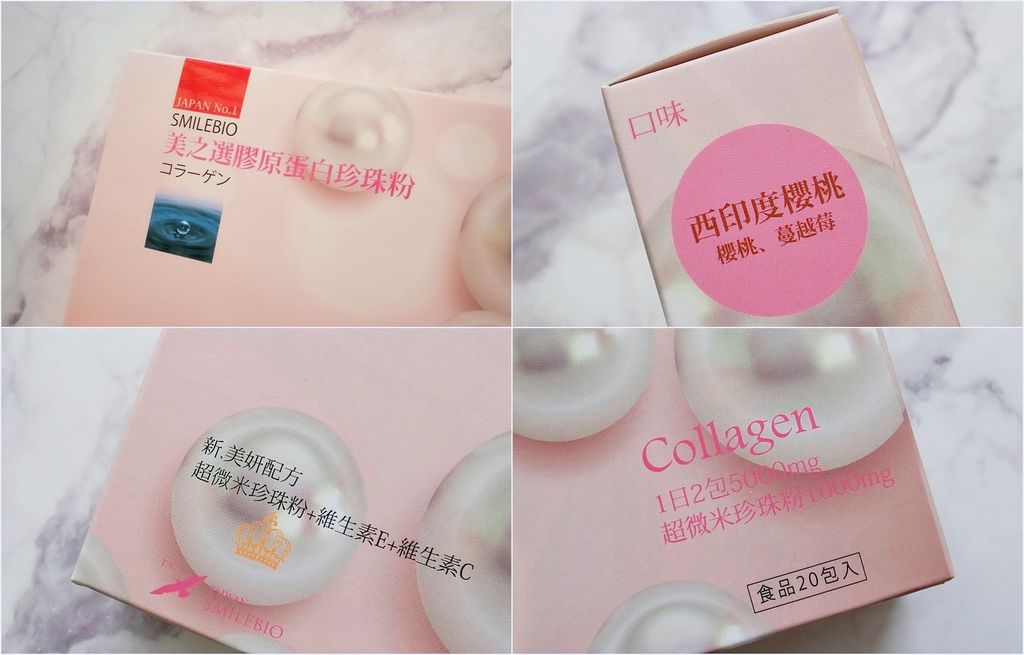 JAPAN No.1
SMILEBIO
美之選膠原蛋白珍珠粉
コラーゲン
口味
西印度櫻桃
櫻桃、蔓越莓
新.美妍配方
超微米珍珠粉+維生素E+維生素C
SMILEBIO
Collagen
1日2包5000mg
超微米珍珠粉1000mg
食品20包入